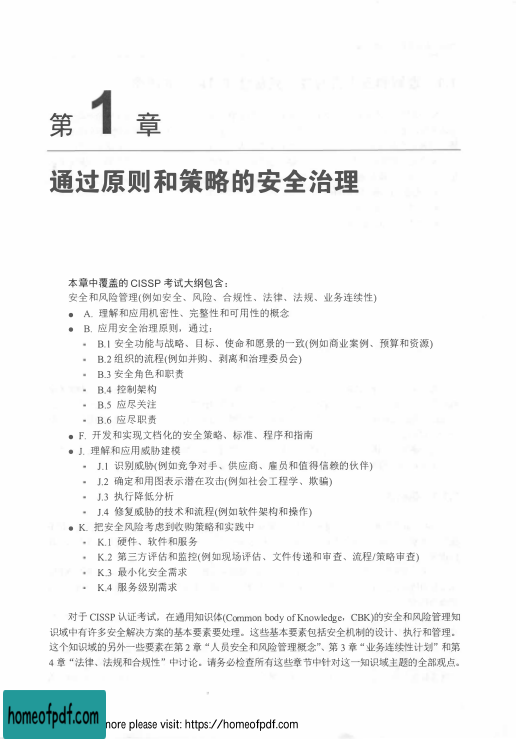 第 1 章
通过原则和策略的安全治理
本章中覆盖的 CISSP 考试大纲包含：
安全和风险管理(例如安全、风险、合规性、法律、法规、业务连续性)
● A. 理解和应用机密性、完整性和可用性的概念
● B. 应用安全治理原则，通过：
• B.1 安全功能与战略、目标、使命和愿景的一致(例如商业案例、预算和资源)
• B.2 组织的流程(例如并购、剥离和治理委员会)
• B.3 安全角色和职责
• B.4 控制架构
• B.5 应尽关注
• B.6 应尽职责
● F. 开发和实现文档化的安全策略、标准、程序和指南
● J. 理解和应用威胁建模
• J.1 识别威胁(例如竞争对手、供应商、雇员和值得信赖的伙伴)
• J.2 确定和用图表示潜在攻击(例如社会工程学、欺骗)
• J.3 执行降低分析
• J.4 修复威胁的技术和流程(例如软件架构和操作)
● K. 把安全风险考虑到收购策略和实践中
• K.1 硬件、软件和服务
• K.2 第三方评估和监控(例如现场评估、文件传递和审查、流程/策略审查)
• K.3 最小化安全需求
• K.4 服务级别需求
对于 CISSP 认证考试，在通用知识体(Common body of Knowledge，CBK)的安全和风险管理知
识域中有许多安全解决方案的基本要素要处理。这些基本要素包括安全机制的设计、执行和管理。
这个知识域的另外一些要素在第 2 章“人员安全和风险管理概念”、第 3 章“业务连续性计划”和第
4 章“法律、法规和合规性”中讨论。请务必检查所有这些章节中针对这一知识域主题的全部观点。
homeofpdf.com
ore please visit: https://homeofpdf.com